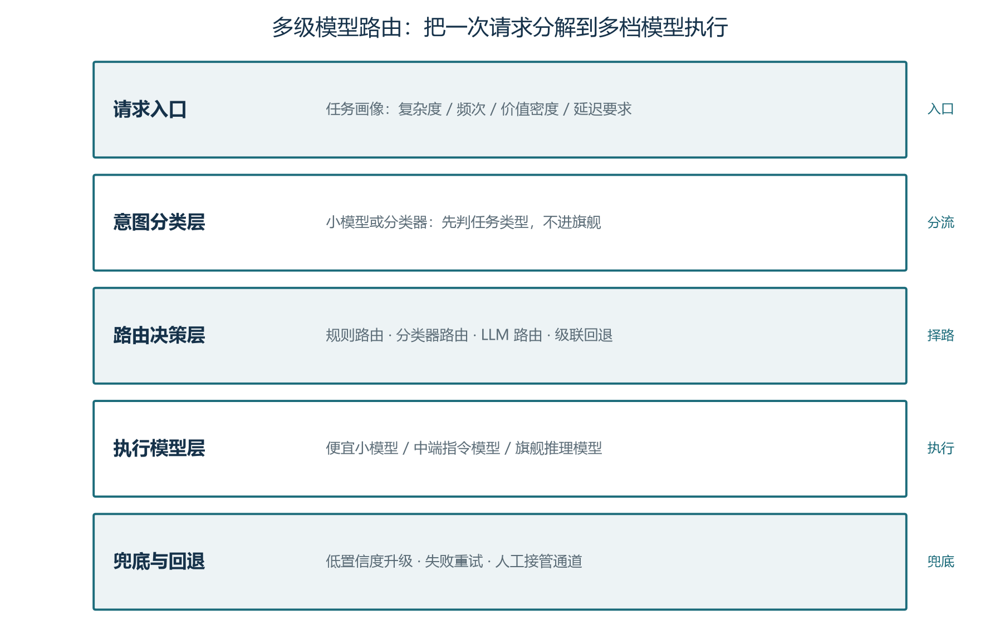 多级模型路由：把一次请求分解到多档模型执行
请求入口 任务画像：复杂度 / 频次 / 价值密度 / 延迟要求 入口
意图分类层 小模型或分类器：先判任务类型，不进旗舰 分流
路由决策层 规则路由 · 分类器路由 · LLM 路由 · 级联回退 择路
执行模型层 便宜小模型 / 中端指令模型 / 旗舰推理模型 执行
兜底与回退 低置信度升级 · 失败重试 · 人工接管通道 兜底